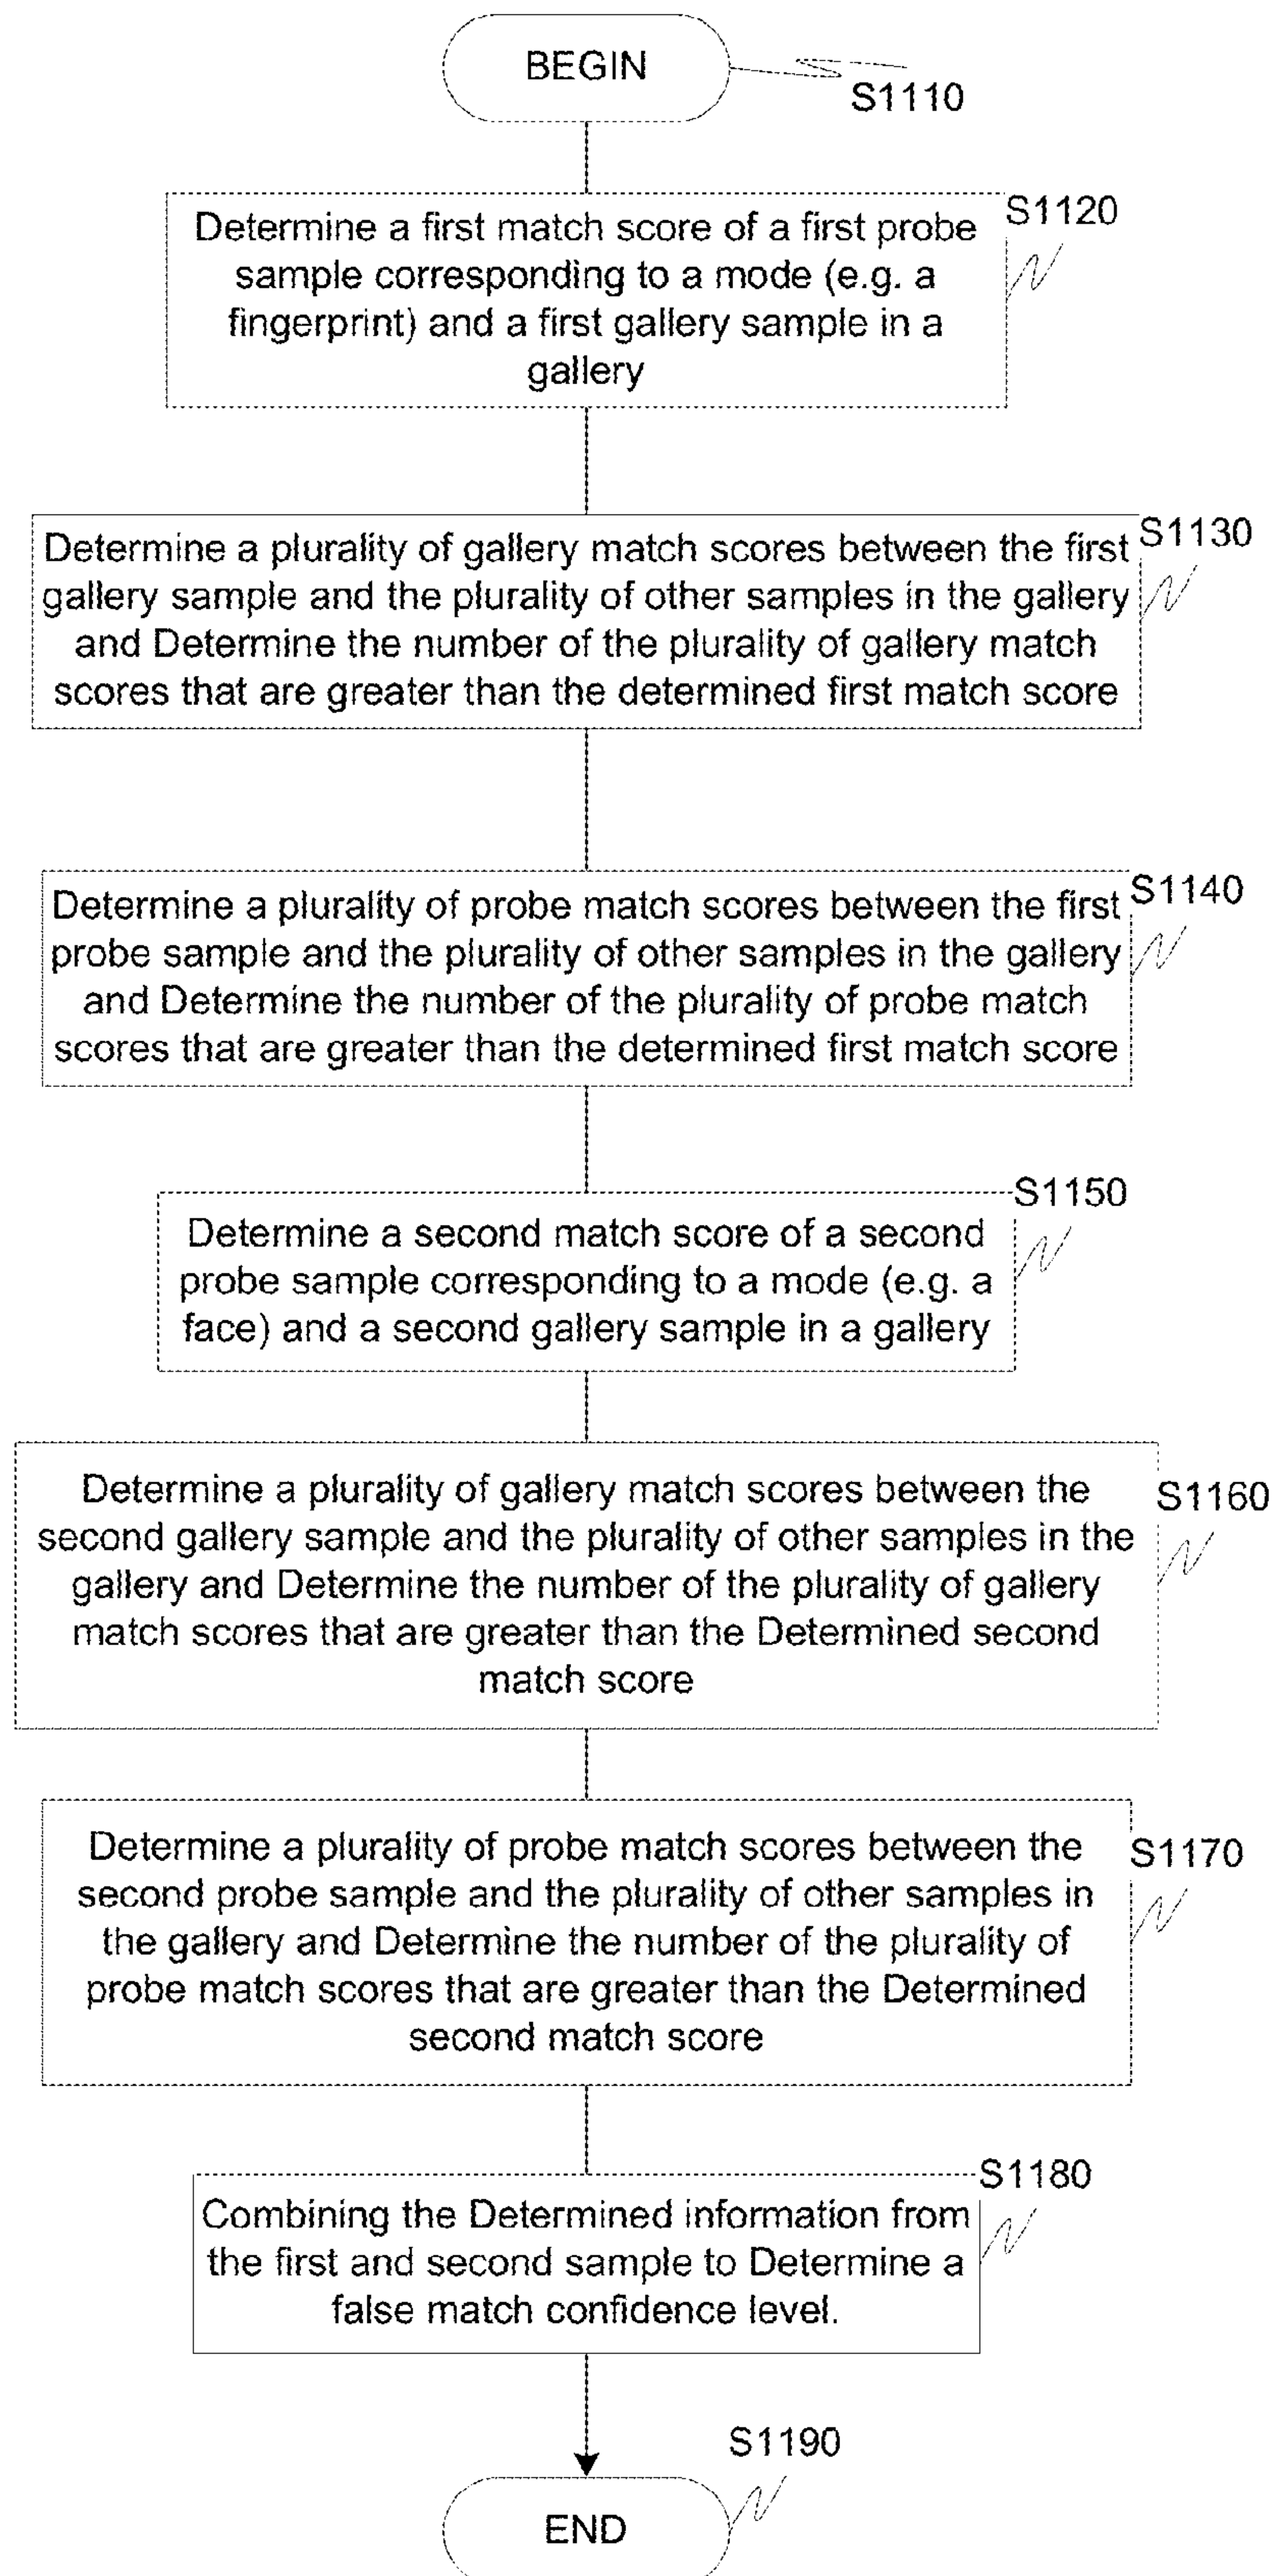 BEGIN
S1110
S1120
Determine a first match score of a first probe
sample corresponding to a mode (e.g. a
fingerprint) and a first gallery sample in a
gallery
S1130
Determine a plurality of gallery match scores between the first
gallery sample and the plurality of other samples in the gallery
and Determine the number of the plurality of gallery match
scores that are greater than the determined first match score
S1140
Determine a plurality of probe match scores between the first
probe sample and the plurality of other samples in the gallery
and Determine the number of the plurality of probe match
scores that are greater than the determined first match score
S1150
Determine a second match score of a second
probe sample corresponding to a mode (e.g. a
face) and a second gallery sample in a gallery
S1160
Determine a plurality of gallery match scores between the
second gallery sample and the plurality of other samples in the
gallery and Determine the number of the plurality of gallery
match scores that are greater than the Determined second
match score
S1170
Determine a plurality of probe match scores between the
second probe sample and the plurality of other samples in
the gallery and Determine the number of the plurality of
probe match scores that are greater than the Determined
second match score
S1180
Combining the Determined information from
the first and second sample to Determine a
false match confidence level.
S1190
END